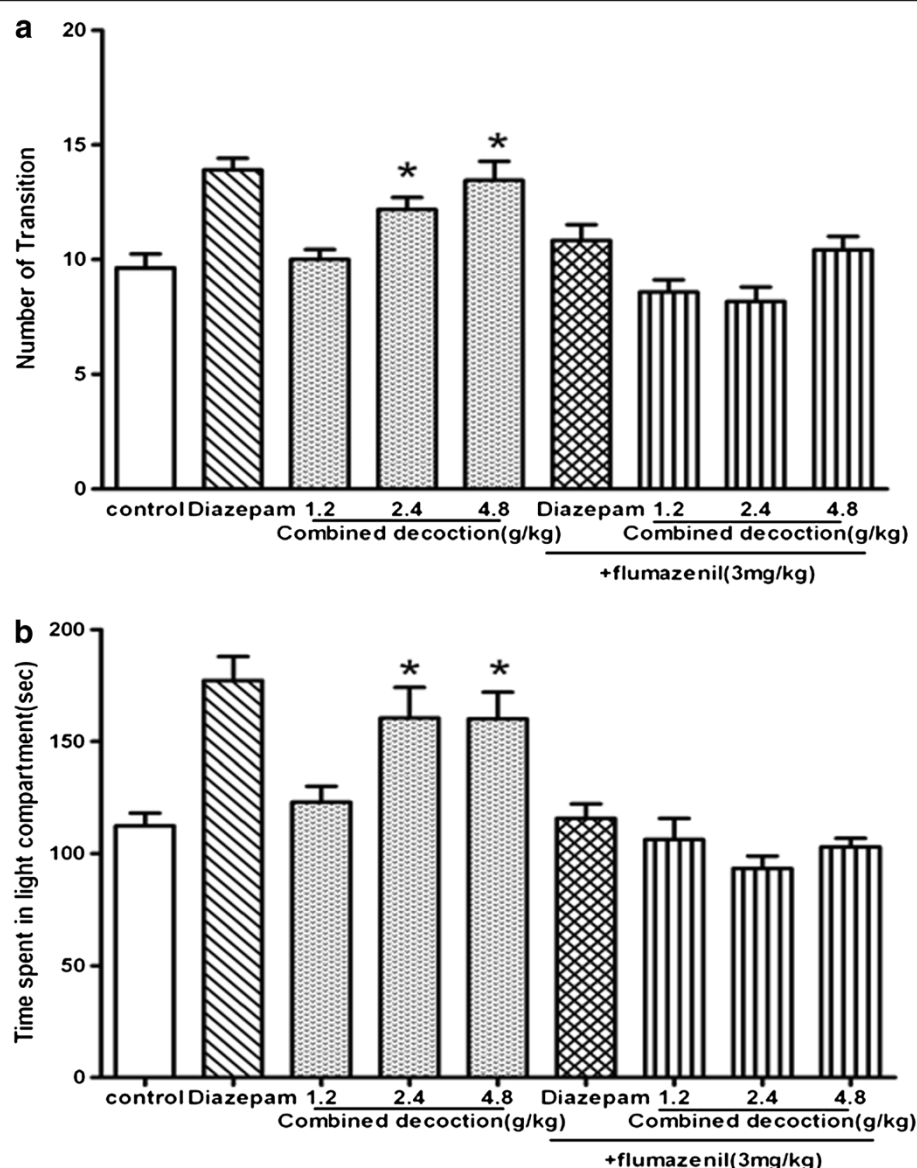 a
Number of Transition
20
15
10
5
0
* *
control Diazepam 1.2 2.4 4.8 Diazepam 1.2 2.4 4.8
Combined decoction(g/kg) Combined decoction(g/kg)
+flumazenil(3mg/kg)
b
Time spent in light compartment(sec)
200
150
100
50
0
* *
control Diazepam 1.2 2.4 4.8 Diazepam 1.2 2.4 4.8
Combined decoction(g/kg) Combined decoction(g/kg)
+flumazenil(3mg/kg)